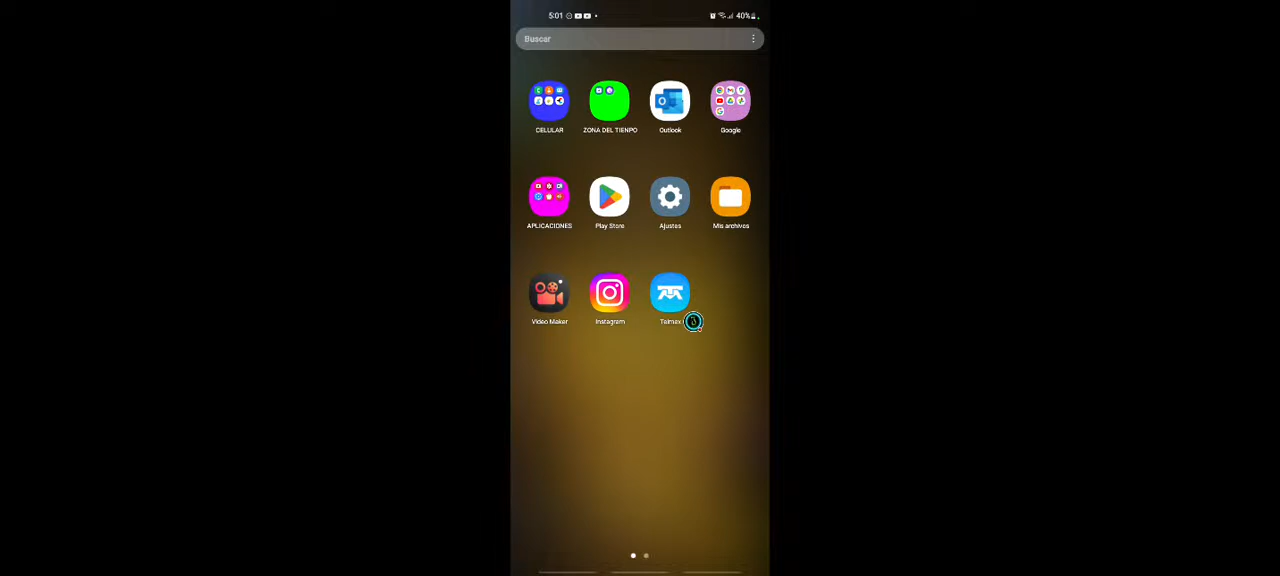 5:01
40%
Buscar
CELULAR
ZONA DEL TIENPO
Outlook
Google
APLICACIONES
Play Store
Ajustes
Mis archivos
Video Maker
Instagram
Telmex